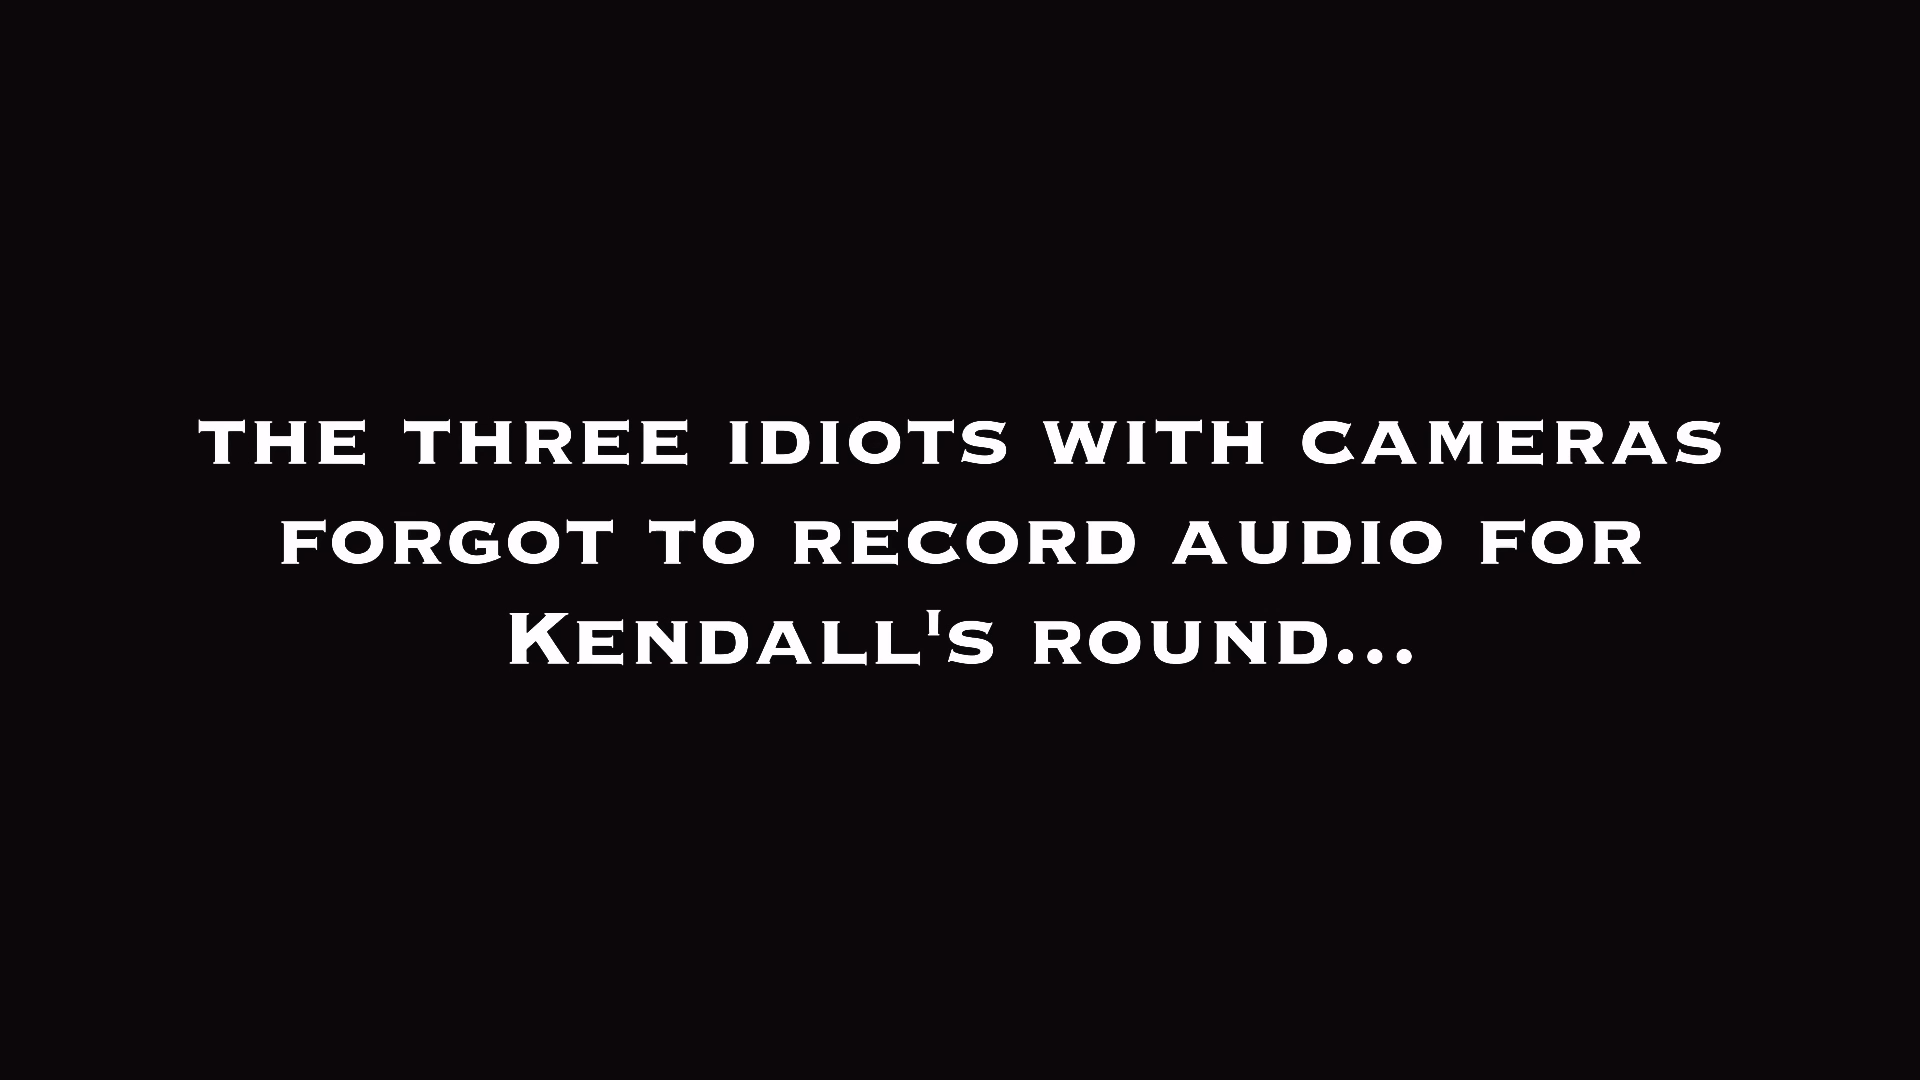 the three idiots with cameras
forgot to record audio for
Kendall's round...